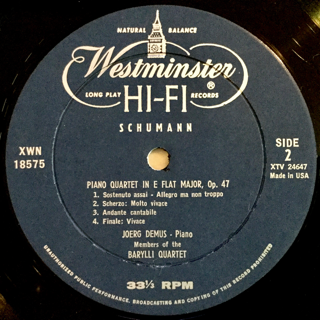 NATURAL BALANCE
Westminster
LONG PLAY RECORDS
HI-FI ®
SCHUMANN
XWN
18575
SIDE
2
XTV 24647
Made in USA
PIANO QUARTET IN E FLAT MAJOR, Op. 47
1. Sostenuto assai - Allegro ma non troppo
2. Scherzo: Molto vivace
3. Andante cantabile
4. Finale: Vivace
JOERG DEMUS - Piano
Members of the
BARYLLI QUARTET
33⅓ RPM
UNAUTHORIZED PUBLIC PERFORMANCE, BROADCASTING AND COPYING OF THIS RECORD PROHIBITED